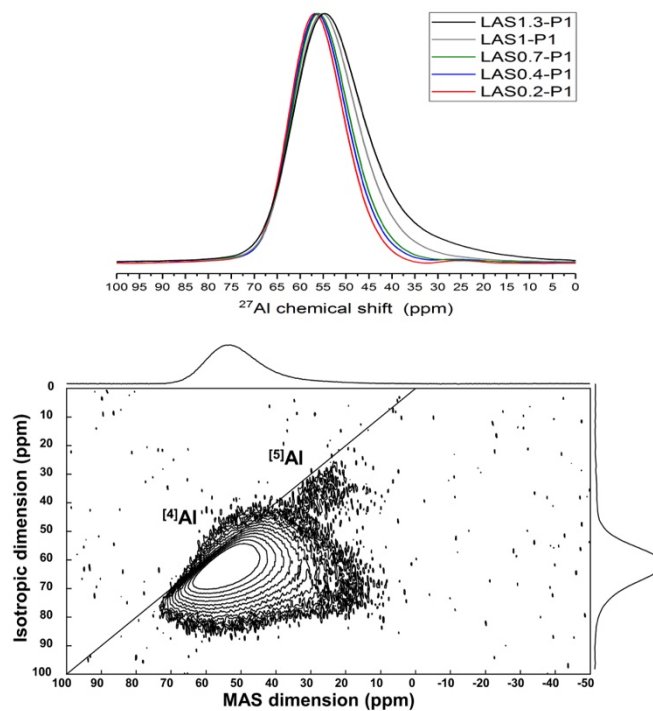 LAS1.3-P1
LAS1-P1
LAS0.7-P1
LAS0.4-P1
LAS0.2-P1
100 95 90 85 80 75 70 65 60 55 50 45 40 35 30 25 20 15 10 5 0
²⁷Al chemical shift (ppm)
Isotropic dimension (ppm)
0
10
20
30
40
50
60
70
80
90
100
[5]Al
[4]Al
100 90 80 70 60 50 40 30 20 10 0 -10 -20 -30 -40 -50
MAS dimension (ppm)